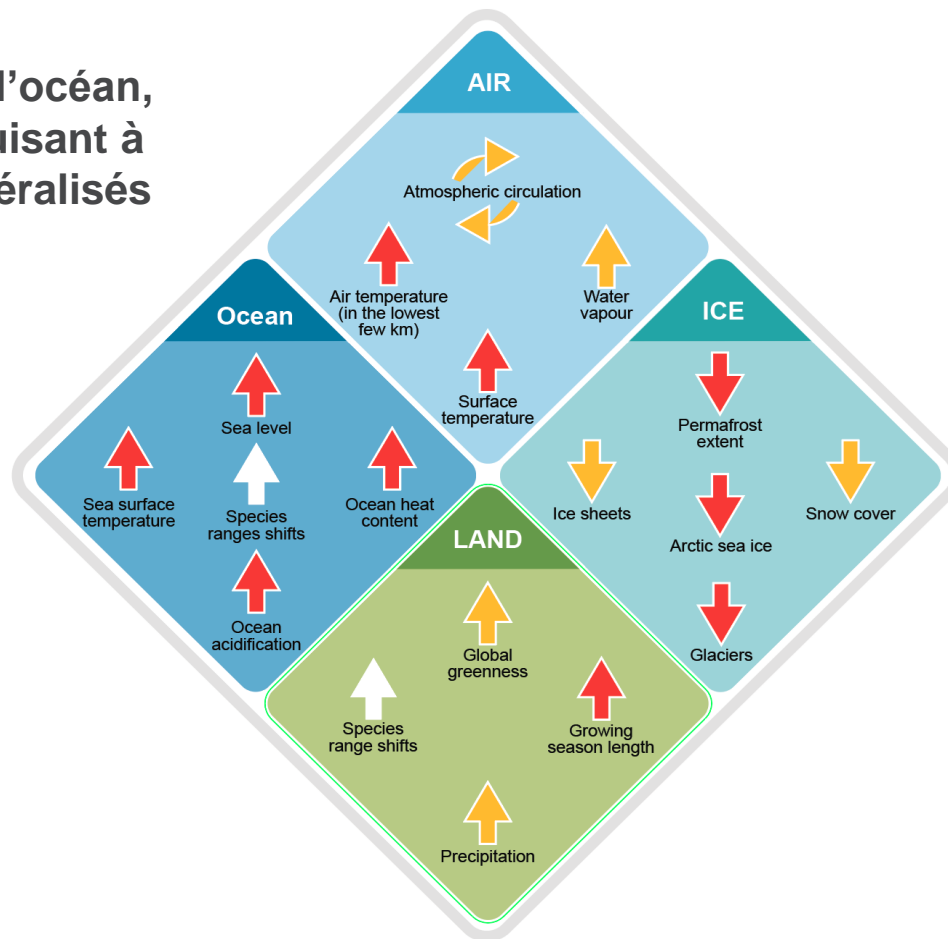 l'océan,
uisant à
éralisés
AIR
Atmospheric circulation
Air temperature
(in the lowest
few km)
Water
vapour
Surface
temperature
Ocean
Sea level
Sea surface
temperature
Species
ranges shifts
Ocean heat
content
Ocean
acidification
ICE
Permafrost
extent
Ice sheets
Snow cover
Arctic sea ice
Glaciers
LAND
Global
greenness
Species
range shifts
Growing
season length
Precipitation